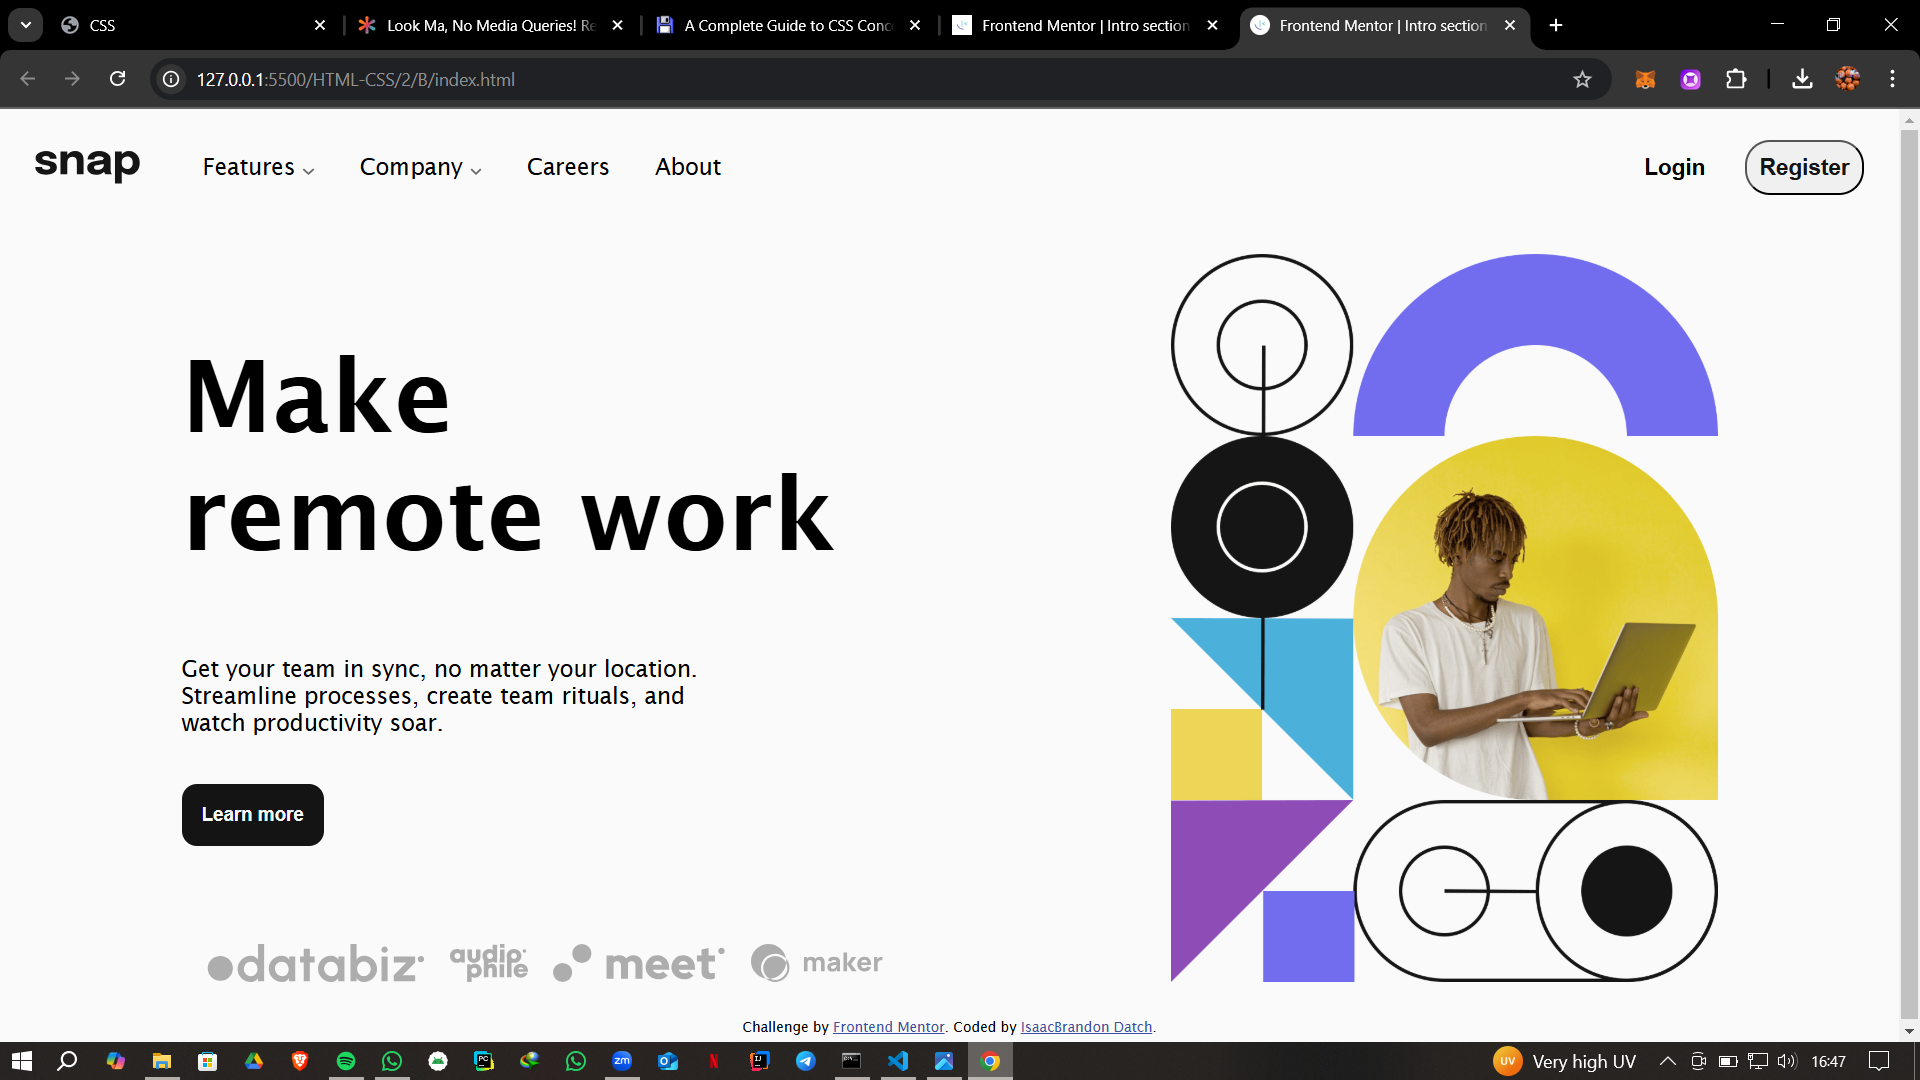 CSS
Look Ma, No Media Queries! Re
A Complete Guide to CSS Conc
Frontend Mentor | Intro section
Frontend Mentor | Intro section
127.0.0.1:5500/HTML-CSS/2/B/index.html
snap
Features
Company
Careers
About
Login
Register
Make
remote work
Get your team in sync, no matter your location.
Streamline processes, create team rituals, and
watch productivity soar.
Learn more
databiz
audio
phile
meet
maker
Challenge by Frontend Mentor. Coded by IsaacBrandon Datch.
PC
zm
N
IJ
UV
Very high UV
16:47